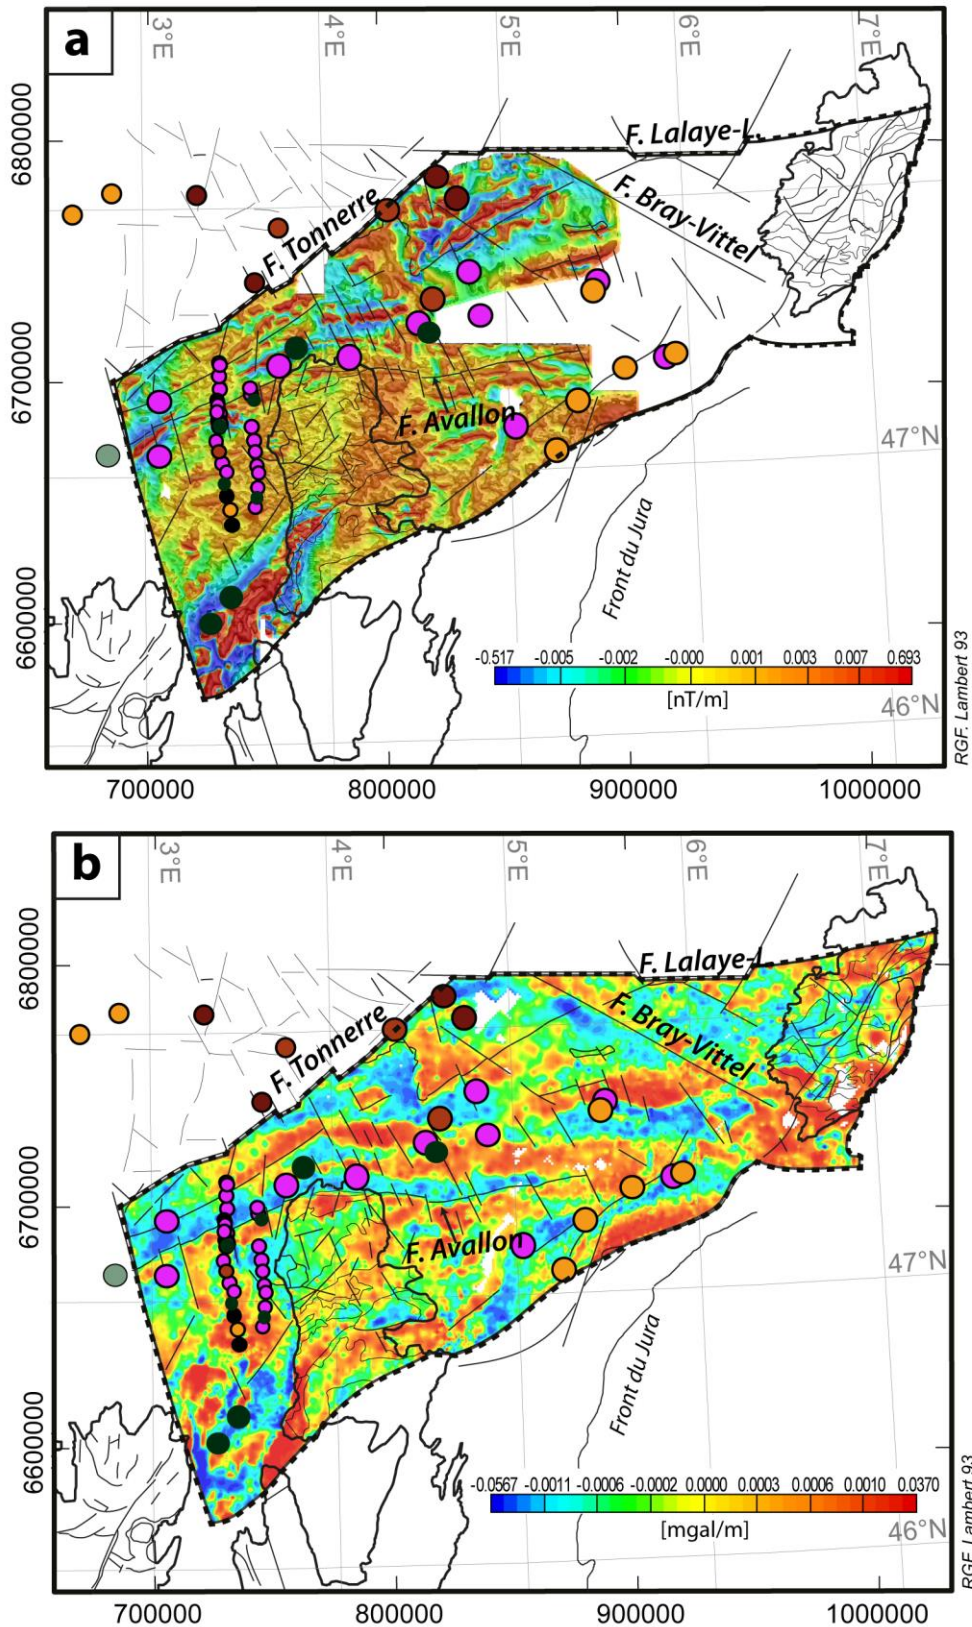 a
3°E
4°E
5°E
6°E
7°E
6800000
6700000
6600000
F. Lalaye-L.
F. Bray-Vittel
F. Tonnerre
F. Avallon
47°N
Front du Jura
-0.517 -0.005 -0.002 -0.000 0.001 0.003 0.007 0.693
[nT/m]
46°N
RGF. Lambert 93
700000 800000 900000 1000000
b
3°E
4°E
5°E
6°E
7°E
6800000
6700000
6600000
F. Lalaye-L
F. Bray-Vittel
F. Tonnerre
F. Avallon
47°N
Front du Jura
-0.0567 -0.0011 -0.0006 -0.0002 0.0000 0.0003 0.0006 0.0010 0.0370
[mgal/m]
46°N
RGF. Lambert 93
700000 800000 900000 1000000